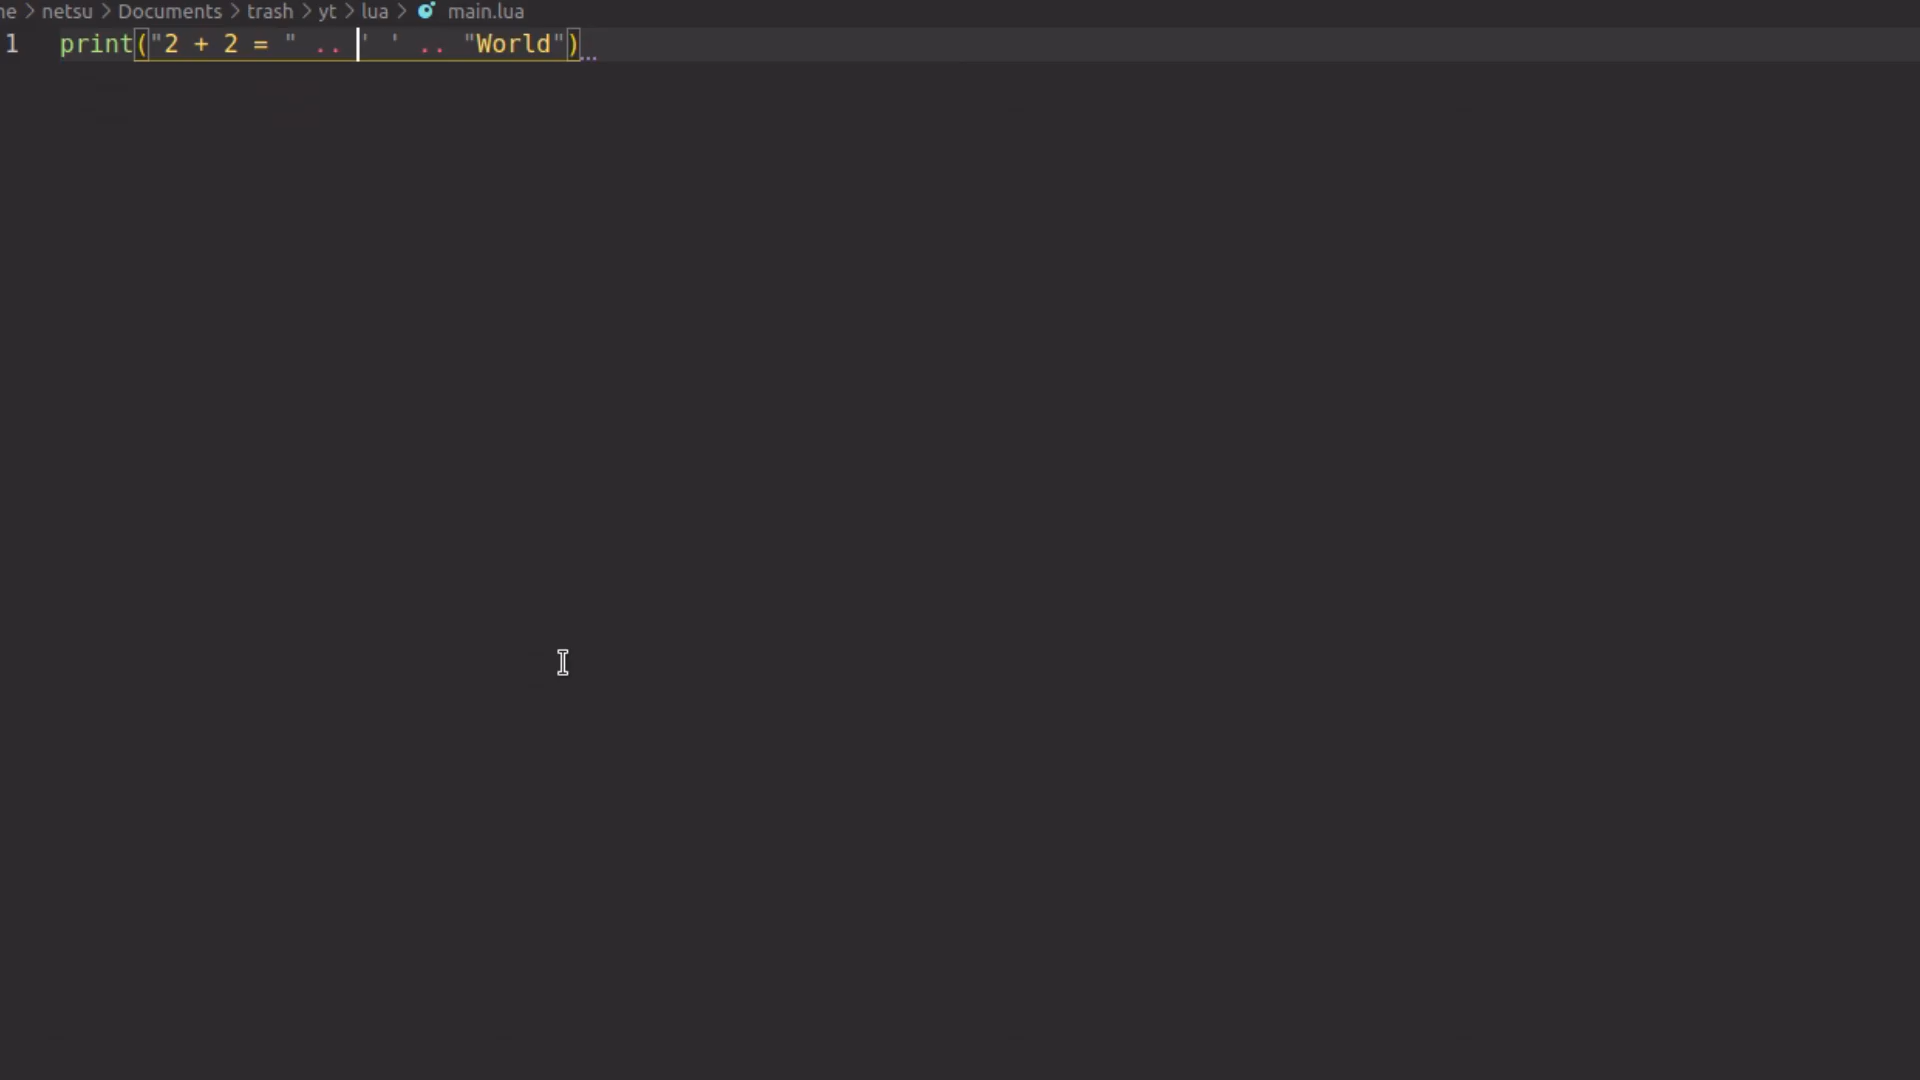 ne > netsu > Documents > trash > yt > lua > main.lua
1 print("2 + 2 = " .. ' ' .. "World")